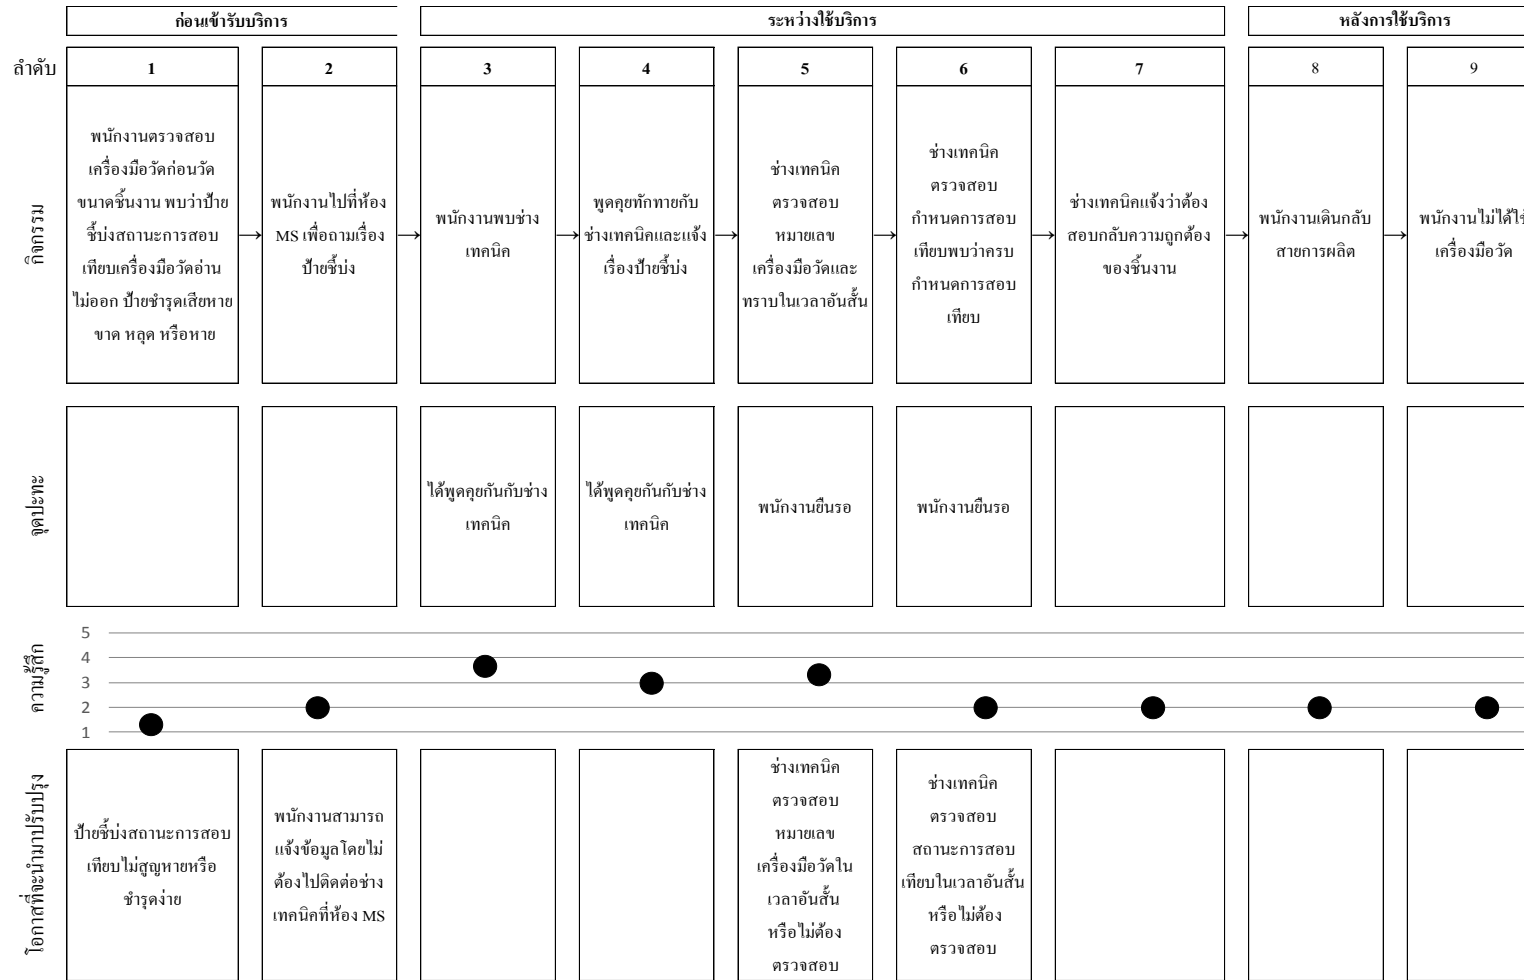 ก่อนเข้ารับบริการ
ระหว่างใช้บริการ
หลังการใช้บริการ
ลำดับ
1
2
3
4
5
6
7
8
9
กิจกรรม
พนักงานตรวจสอบ
เครื่องมือวัดก่อนวัด
ขนาดชิ้นงาน พบว่าป้าย
ชี้บ่งสถานะการสอบ
เทียบเครื่องมือวัดอ่าน
ไม่ออก ป้ายชำรุดเสียหาย
ขาด หลุด หรือหาย
พนักงานไปที่ห้อง
MS เพื่อถามเรื่อง
ป้ายชี้บ่ง
พนักงานพบช่าง
เทคนิค
พูดคุยทักทายกับ
ช่างเทคนิคและแจ้ง
เรื่องป้ายชี้บ่ง
ช่างเทคนิค
ตรวจสอบ
หมายเลข
เครื่องมือวัดและ
ทราบในเวลาอันสั้น
ช่างเทคนิค
ตรวจสอบ
กำหนดการสอบ
เทียบพบว่าครบ
กำหนดการสอบ
เทียบ
ช่างเทคนิคแจ้งว่าต้อง
สอบกลับความถูกต้อง
ของชิ้นงาน
พนักงานเดินกลับ
สายการผลิต
พนักงานไม่ได้ใช้
เครื่องมือวัด
จุดปะทะ
ได้พูดคุยกันกับช่าง
เทคนิค
ได้พูดคุยกันกับช่าง
เทคนิค
พนักงานยืนรอ
พนักงานยืนรอ
ความรู้สึก
5
4
3
2
1
โอกาสที่จะนำมาปรับปรุง
ป้ายชี้บ่งสถานะการสอบ
เทียบไม่สูญหายหรือ
ชำรุดง่าย
พนักงานสามารถ
แจ้งข้อมูลโดยไม่
ต้องไปติดต่อช่าง
เทคนิคที่ห้อง MS
ช่างเทคนิค
ตรวจสอบ
หมายเลข
เครื่องมือวัดใน
เวลาอันสั้น
หรือไม่ต้อง
ตรวจสอบ
ช่างเทคนิค
ตรวจสอบ
สถานะการสอบ
เทียบในเวลาอันสั้น
หรือไม่ต้อง
ตรวจสอบ